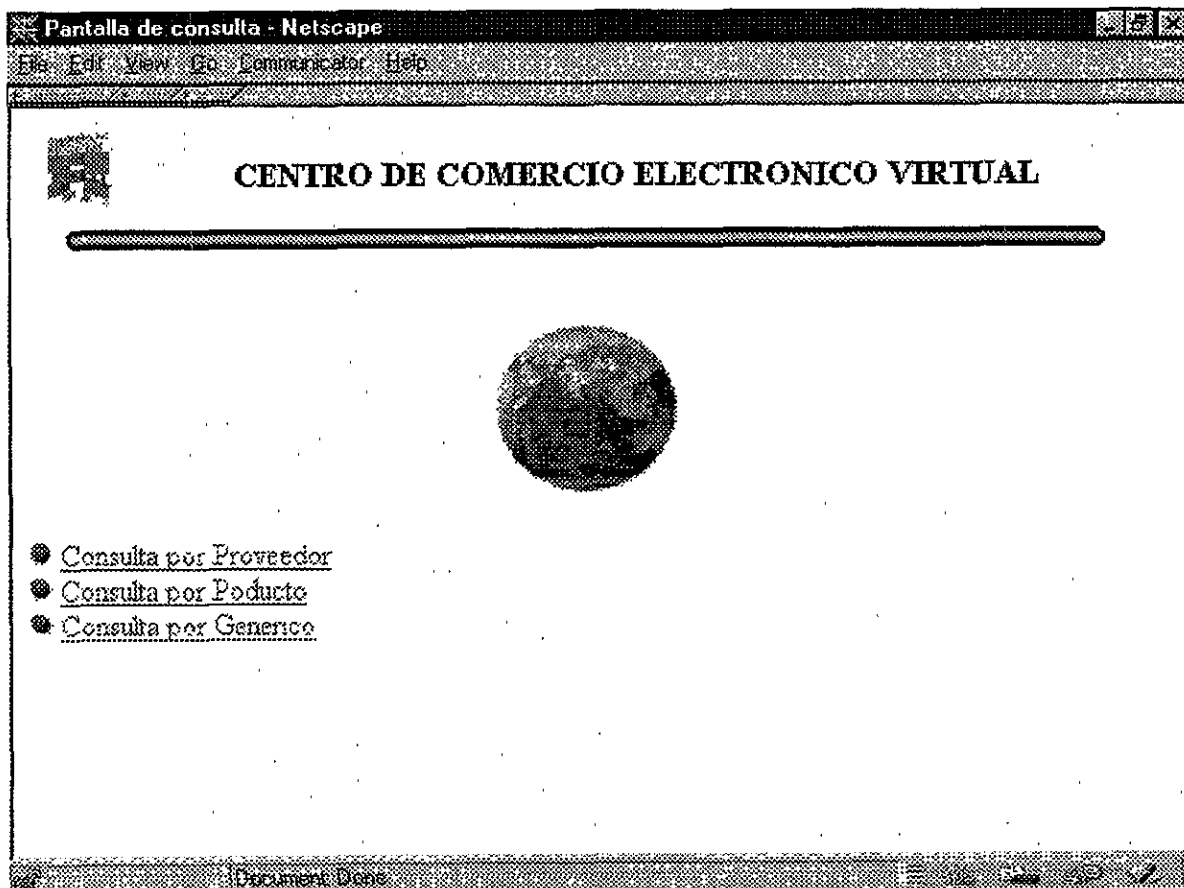 Pantalla de consulta - Netscape
File Edit View Go Communicator Help
CENTRO DE COMERCIO ELECTRONICO VIRTUAL
Consulta por Proveedor
Consulta por Poducto
Consulta por Generico
Document: Done